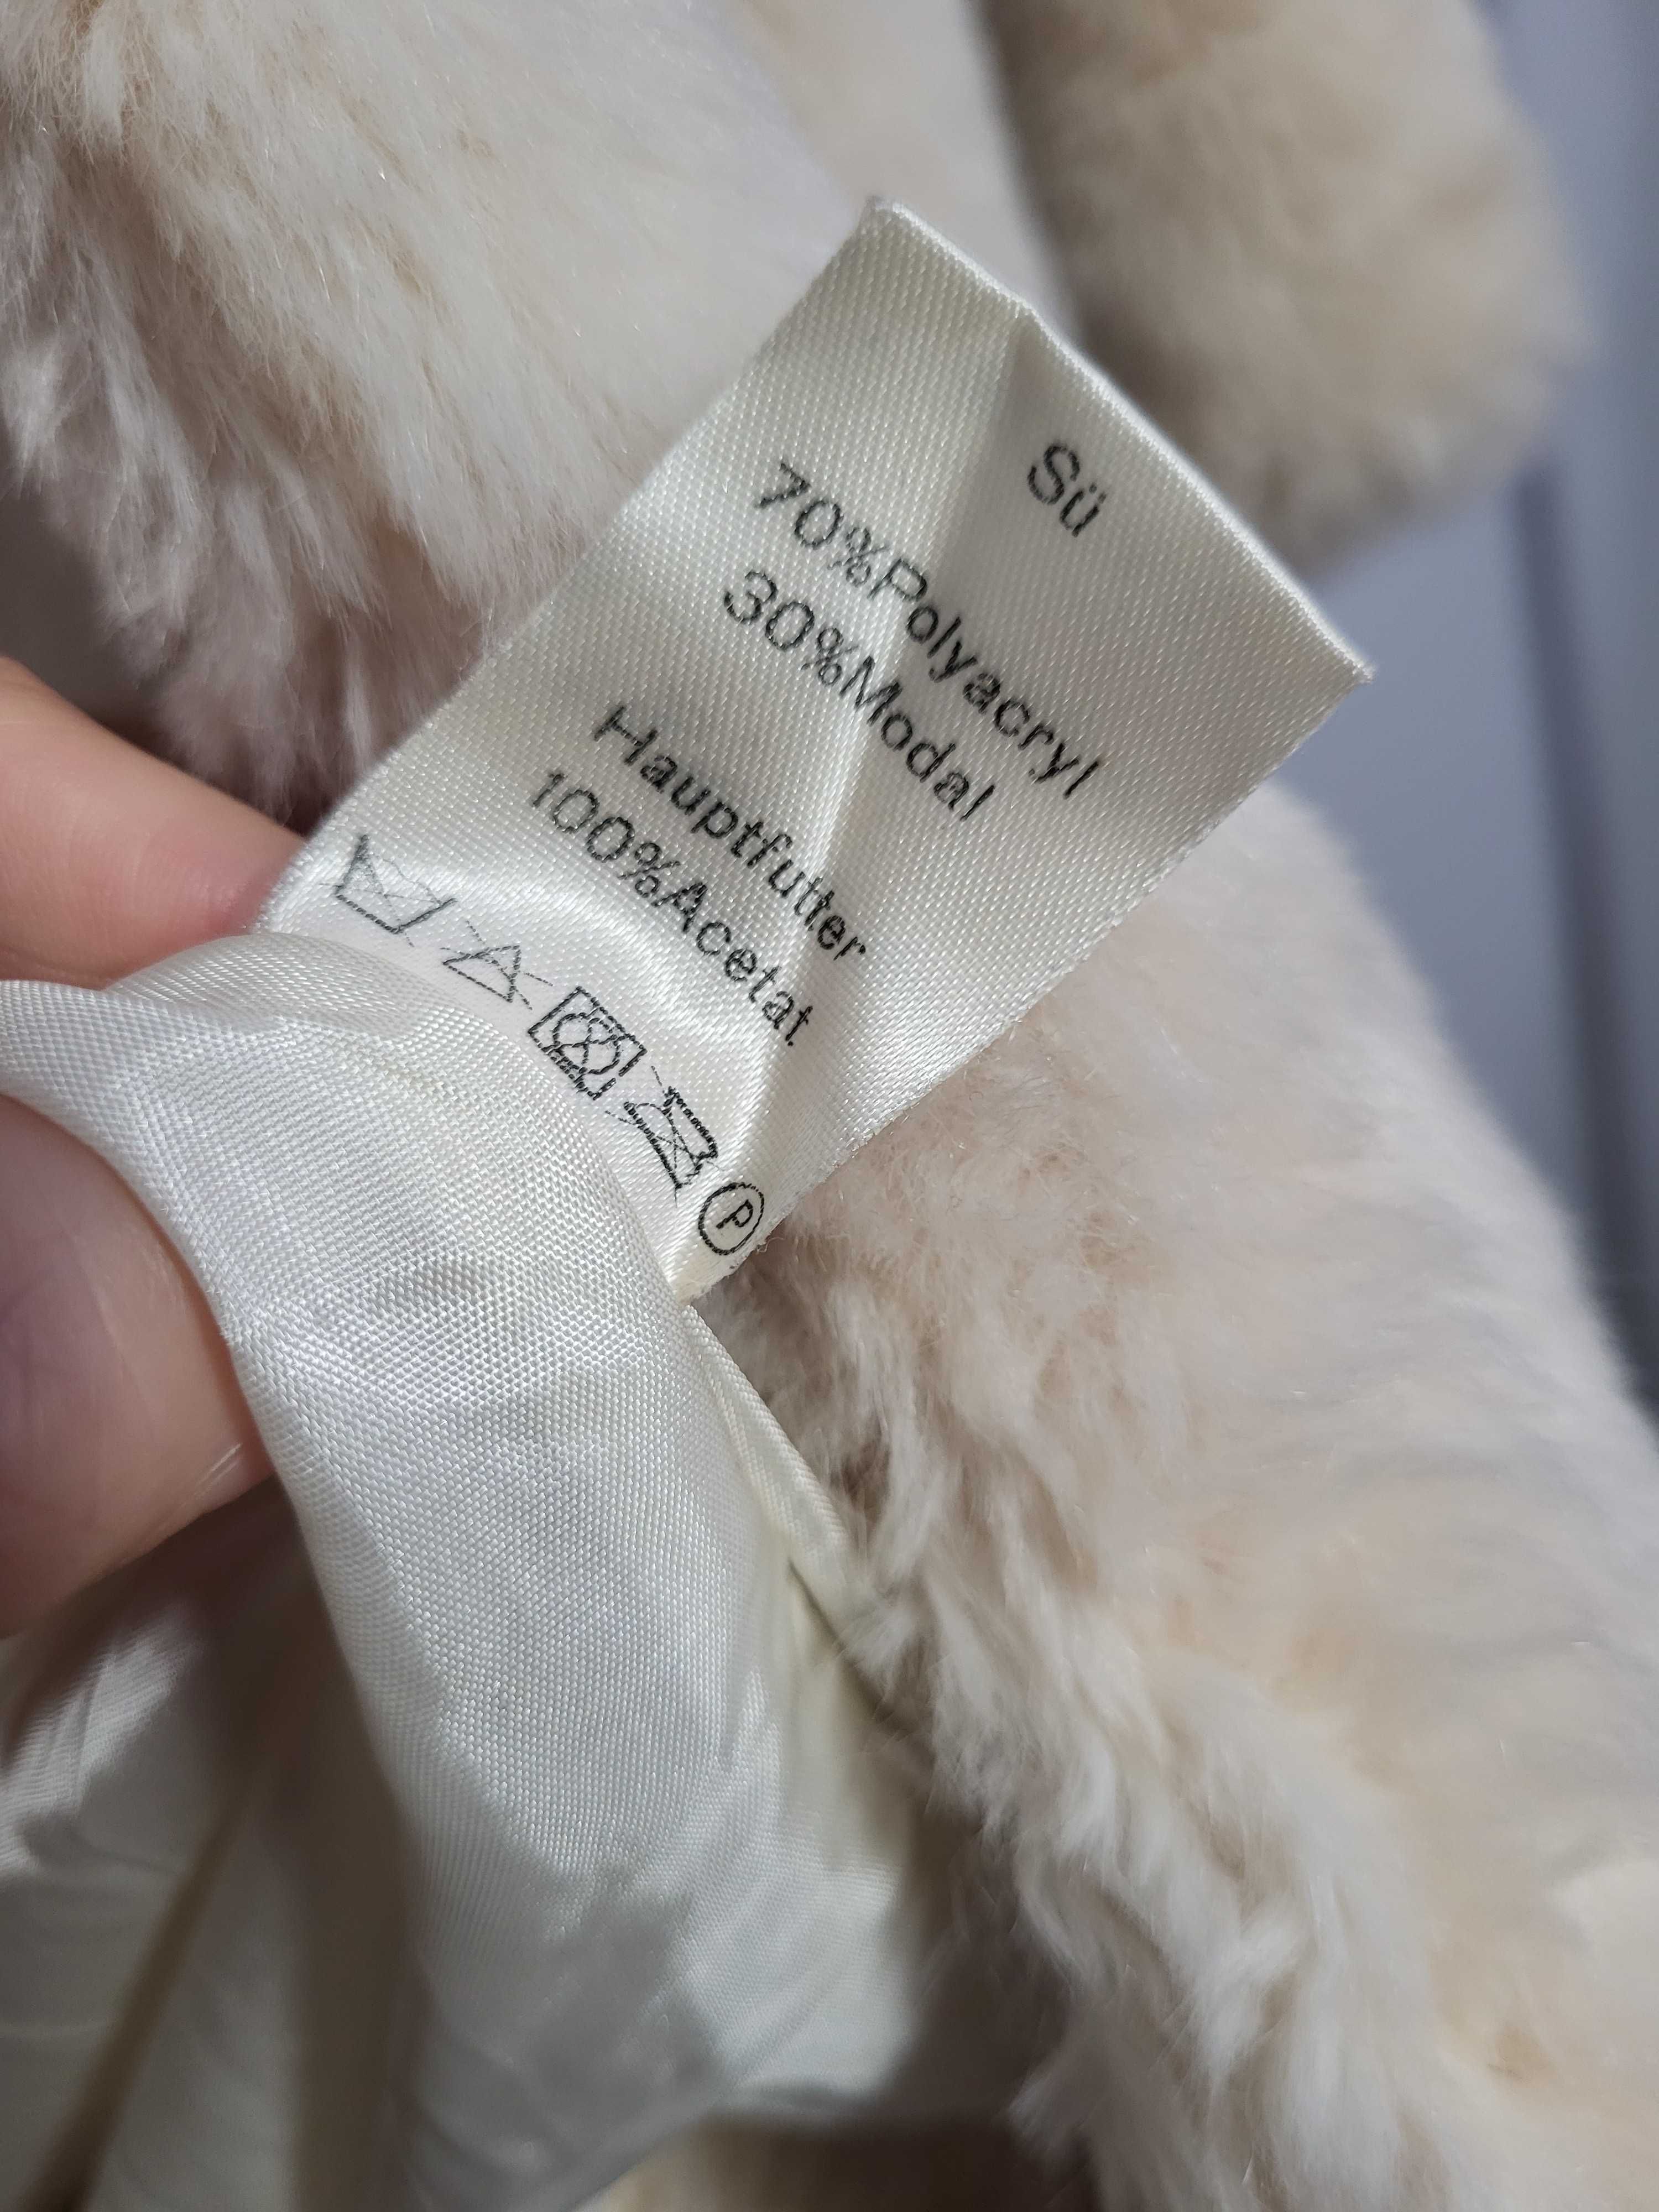 Sü
70%Polyacryl
30%Modal
Hauptfutter
100%Acetat
P